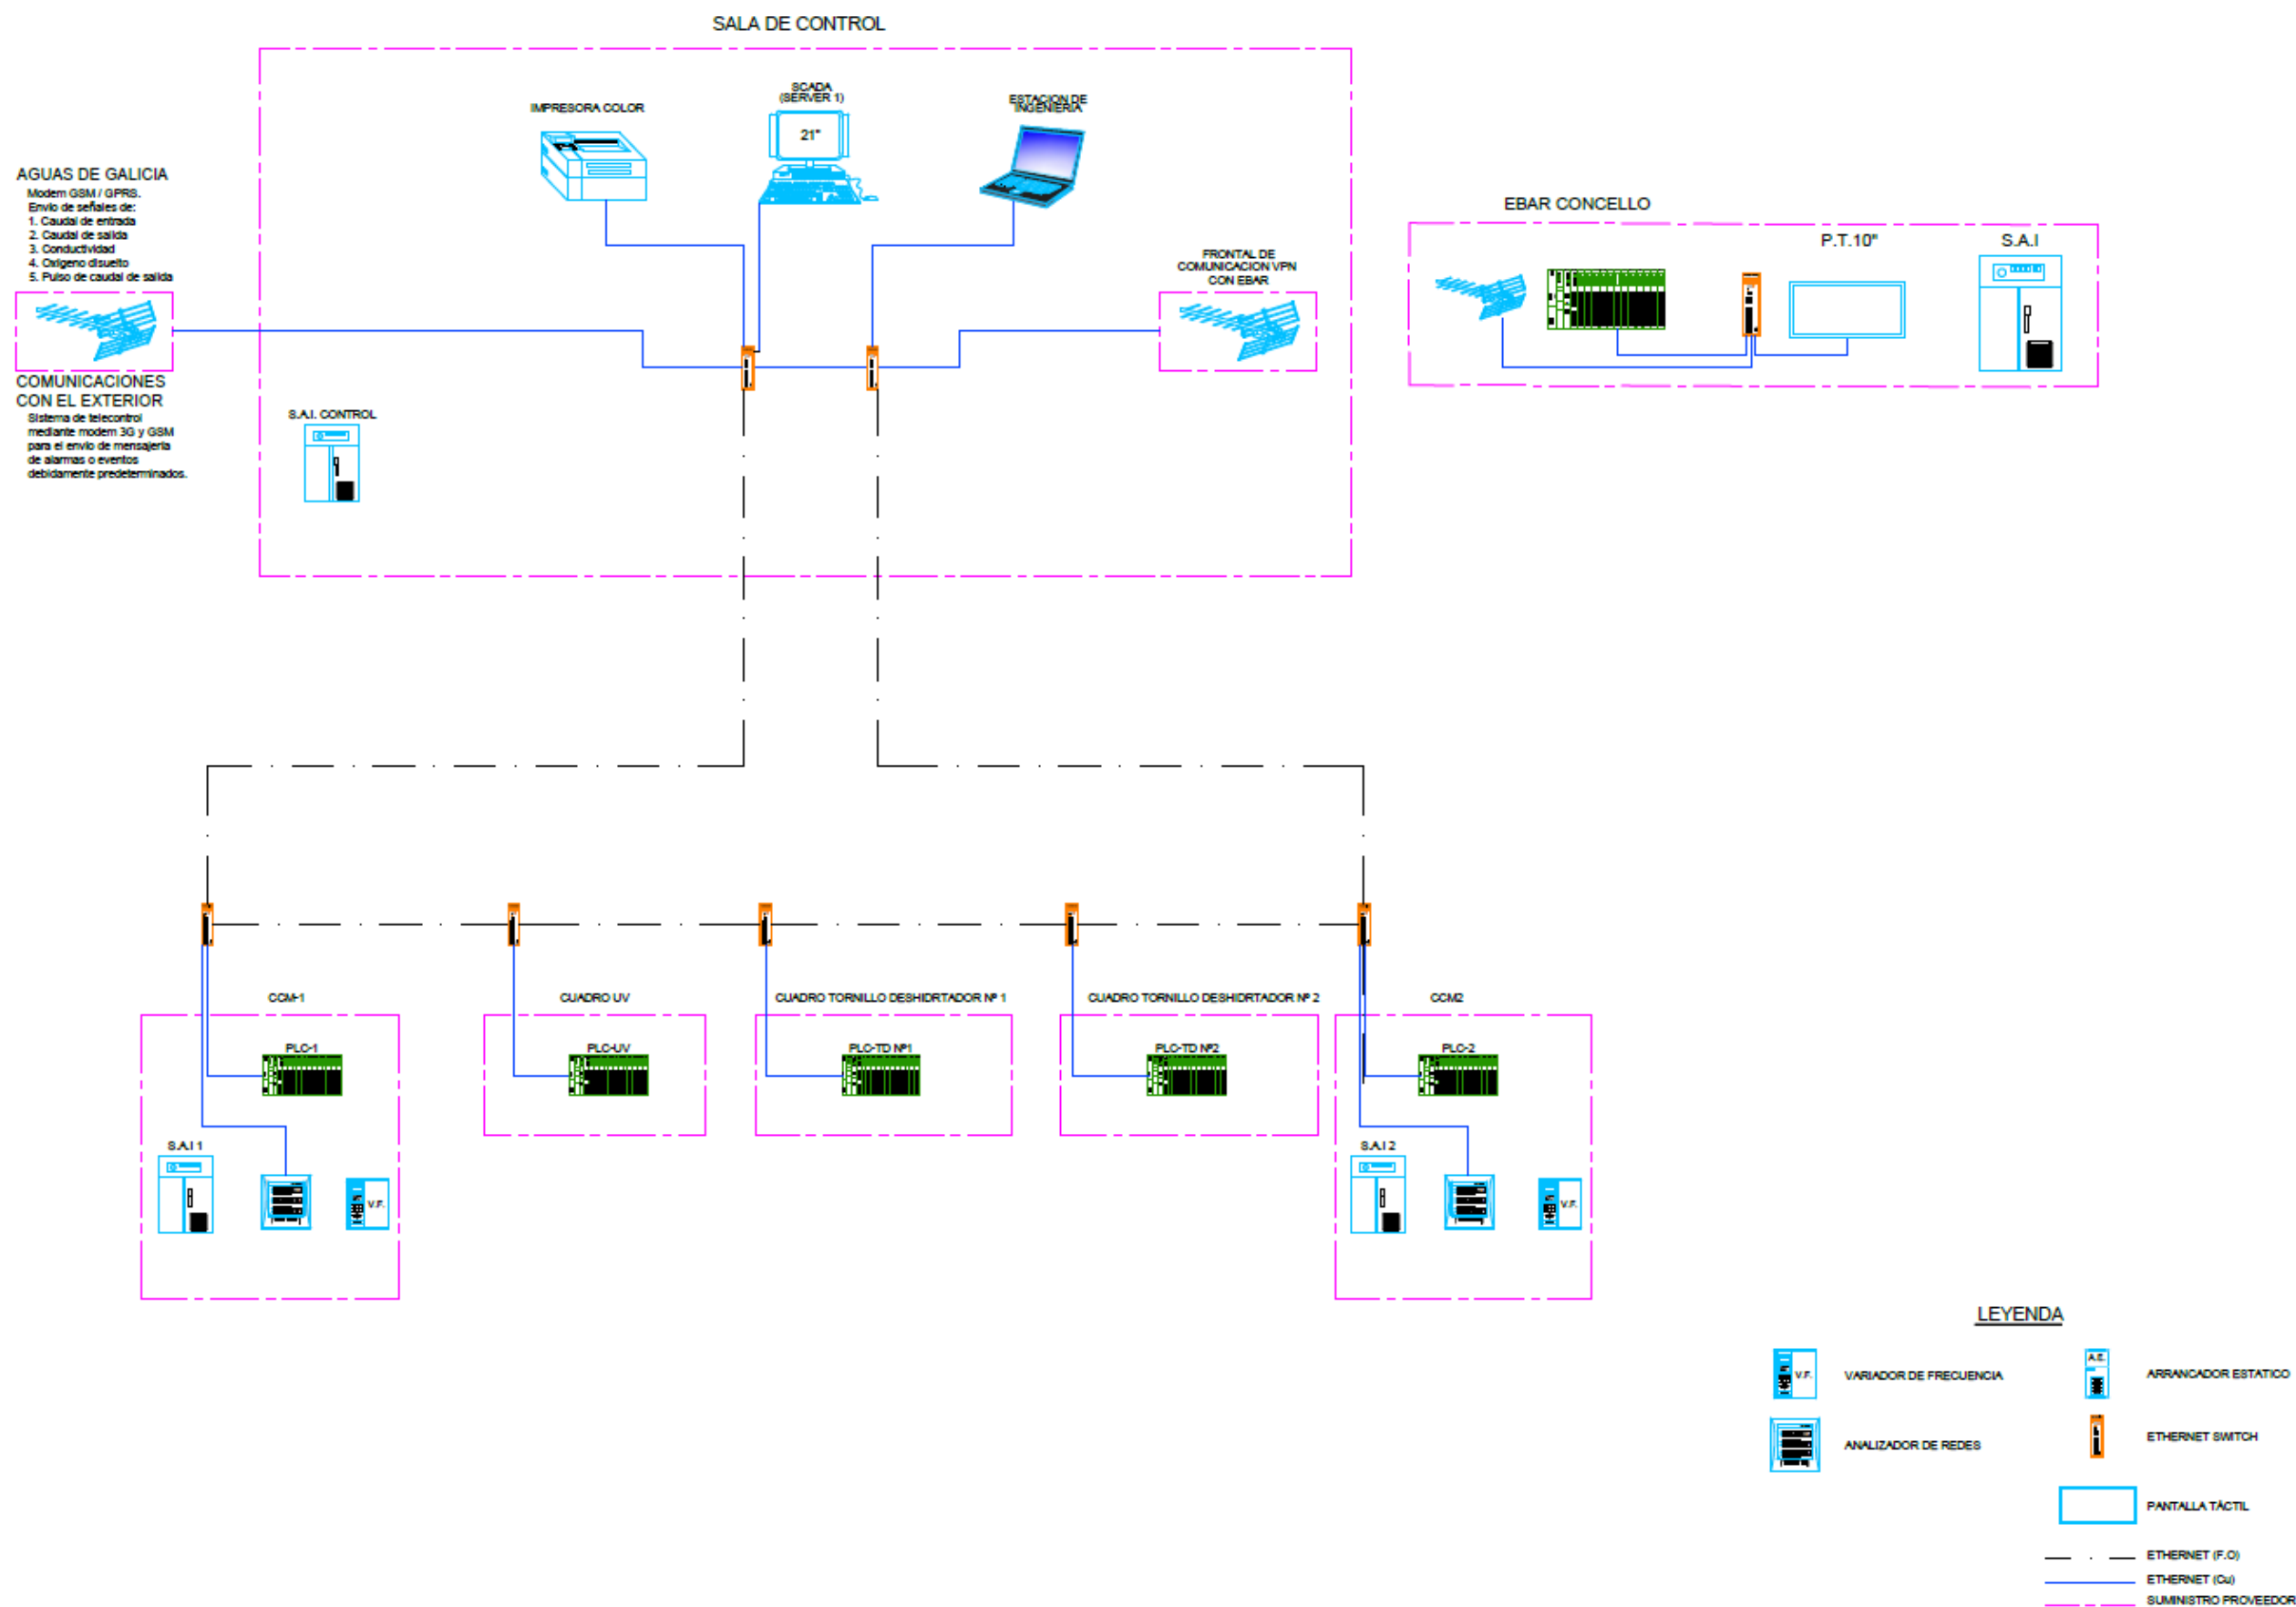 SALA DE CONTROL
IMPRESORA COLOR
SCADA
(SERVER 1)
21"
ESTACION DE
INGENIERIA
AGUAS DE GALICIA
Modem GSM / GPRS.
Envio de señales de:
1. Caudal de entrada
2. Caudal de salida
3. Conductividad
4. Oxigeno disuelto
5. Pulso de caudal de salida
COMUNICACIONES
CON EL EXTERIOR
Sistema de telecontrol
mediante modem 3G y GSM
para el envio de mensajeria
de alarmas o eventos
debidamente predeterminados.
FRONTAL DE
COMUNICACION VPN
CON EBAR
S.A.I. CONTROL
EBAR CONCELLO
P.T.10"
S.A.I
CCM-1
CUADRO UV
CUADRO TORNILLO DESHIDRTADOR Nº 1
CUADRO TORNILLO DESHIDRTADOR Nº 2
CCM2
PLC-1
PLC-UV
PLC-TD Nº1
PLC-TD Nº2
PLC-2
S.A.I 1
V.F.
S.A.I 2
V.F.
LEYENDA
V.F.
VARIADOR DE FRECUENCIA
A.E.
ARRANCADOR ESTATICO
ANALIZADOR DE REDES
ETHERNET SWITCH
PANTALLA TÁCTIL
ETHERNET (F.O)
ETHERNET (Cu)
SUMINISTRO PROVEEDOR